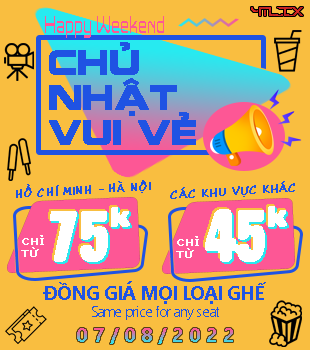 Happy Weekend
CHỦ
NHẬT
VUI VẺ
HỒ CHÍ MINH - HÀ NỘI
CHỈ TỪ
75k
CÁC KHU VỰC KHÁC
CHỈ TỪ
45k
ĐỒNG GIÁ MỌI LOẠI GHẾ
Same price for any seat
07/08/2022